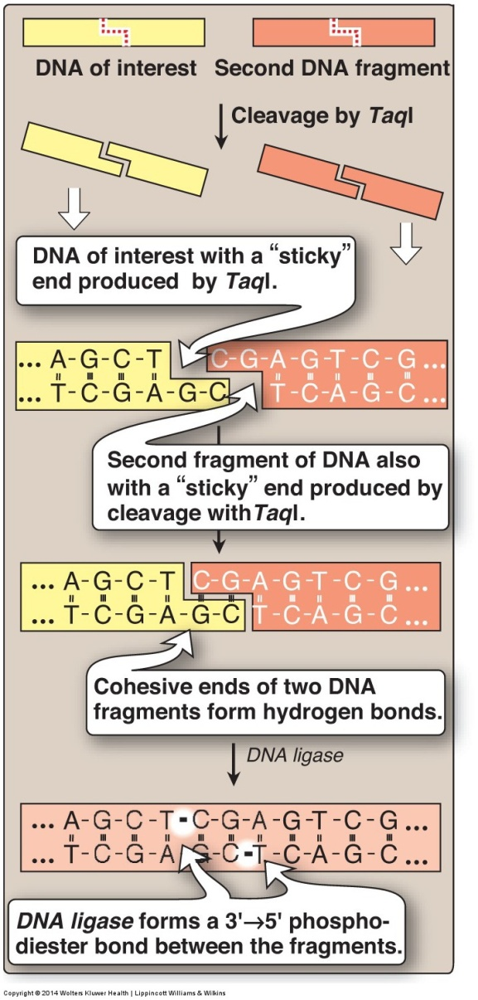 DNA of interest Second DNA fragment
Cleavage by TaqI
DNA of interest with a “sticky”
end produced by TaqI.
... A-G-C-T C-G-A-G-T-C-G...
... T-C-G-A-G-C T-C-A-G-C ...
Second fragment of DNA also
with a “sticky” end produced by
cleavage withTaqI.
... A-G-C-T C-G-A-G-T-C-G...
... T-C-G-A-G-C T-C-A-G-C ...
Cohesive ends of two DNA
fragments form hydrogen bonds.
DNA ligase
... A-G-C-T-C-G-A-G-T-C-G...
... T-C-G-A-G-C-T-C-A-G-C...
DNA ligase forms a 3'→5' phospho-
diester bond between the fragments.
Copyright © 2014 Wolters Kluwer Health | Lippincott Williams & Wilkins